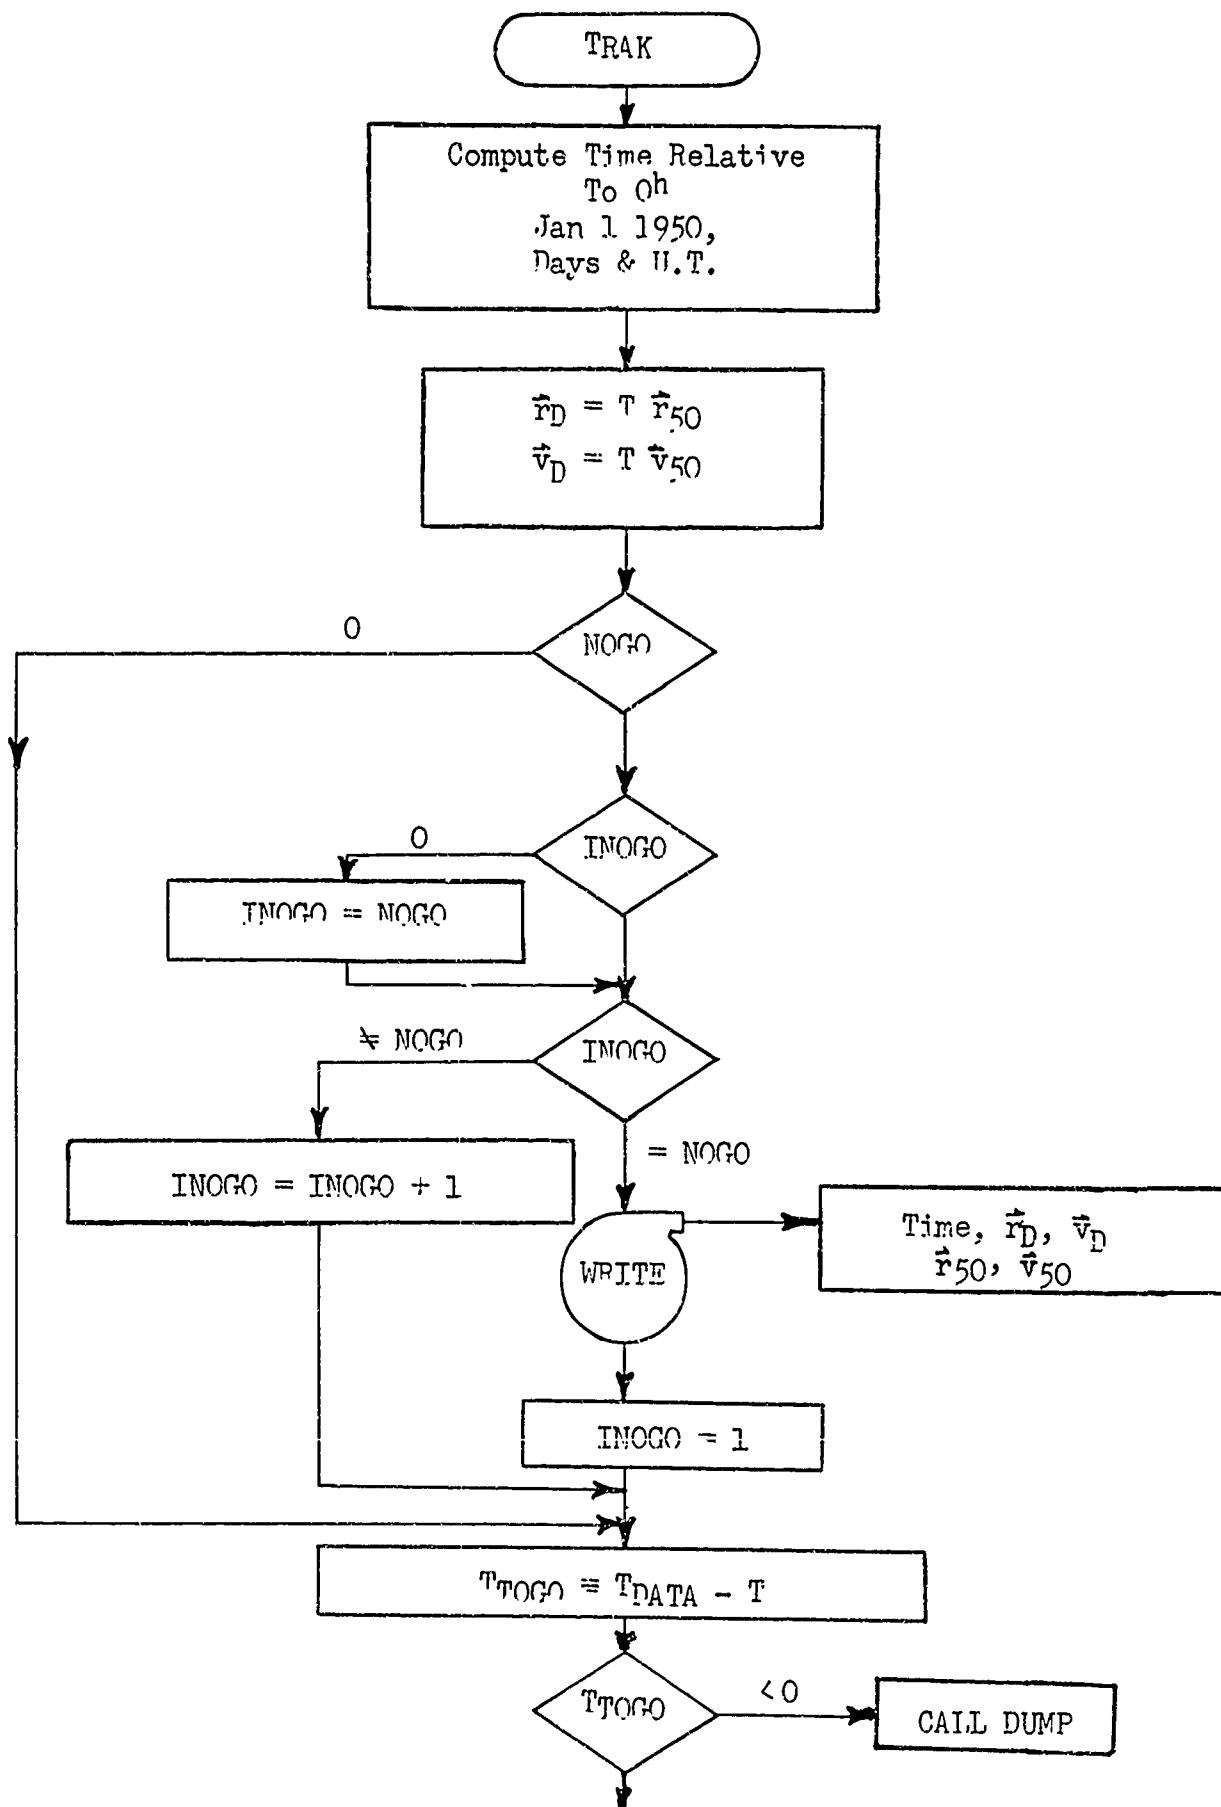 TRAK
Compute Time Relative
To 0h
Jan 1 1950,
Days & U.T.
r⃗D = T r⃗50
v⃗D = T v⃗50
NOGO
0
INOGO
0
INOGO = NOGO
INOGO
≠ NOGO
= NOGO
INOGO = INOGO + 1
WRITE
Time, r⃗D, v⃗D
r⃗50, v⃗50
INOGO = 1
TTOGO = TDATA - T
TTOGO
<0
CALL DUMP